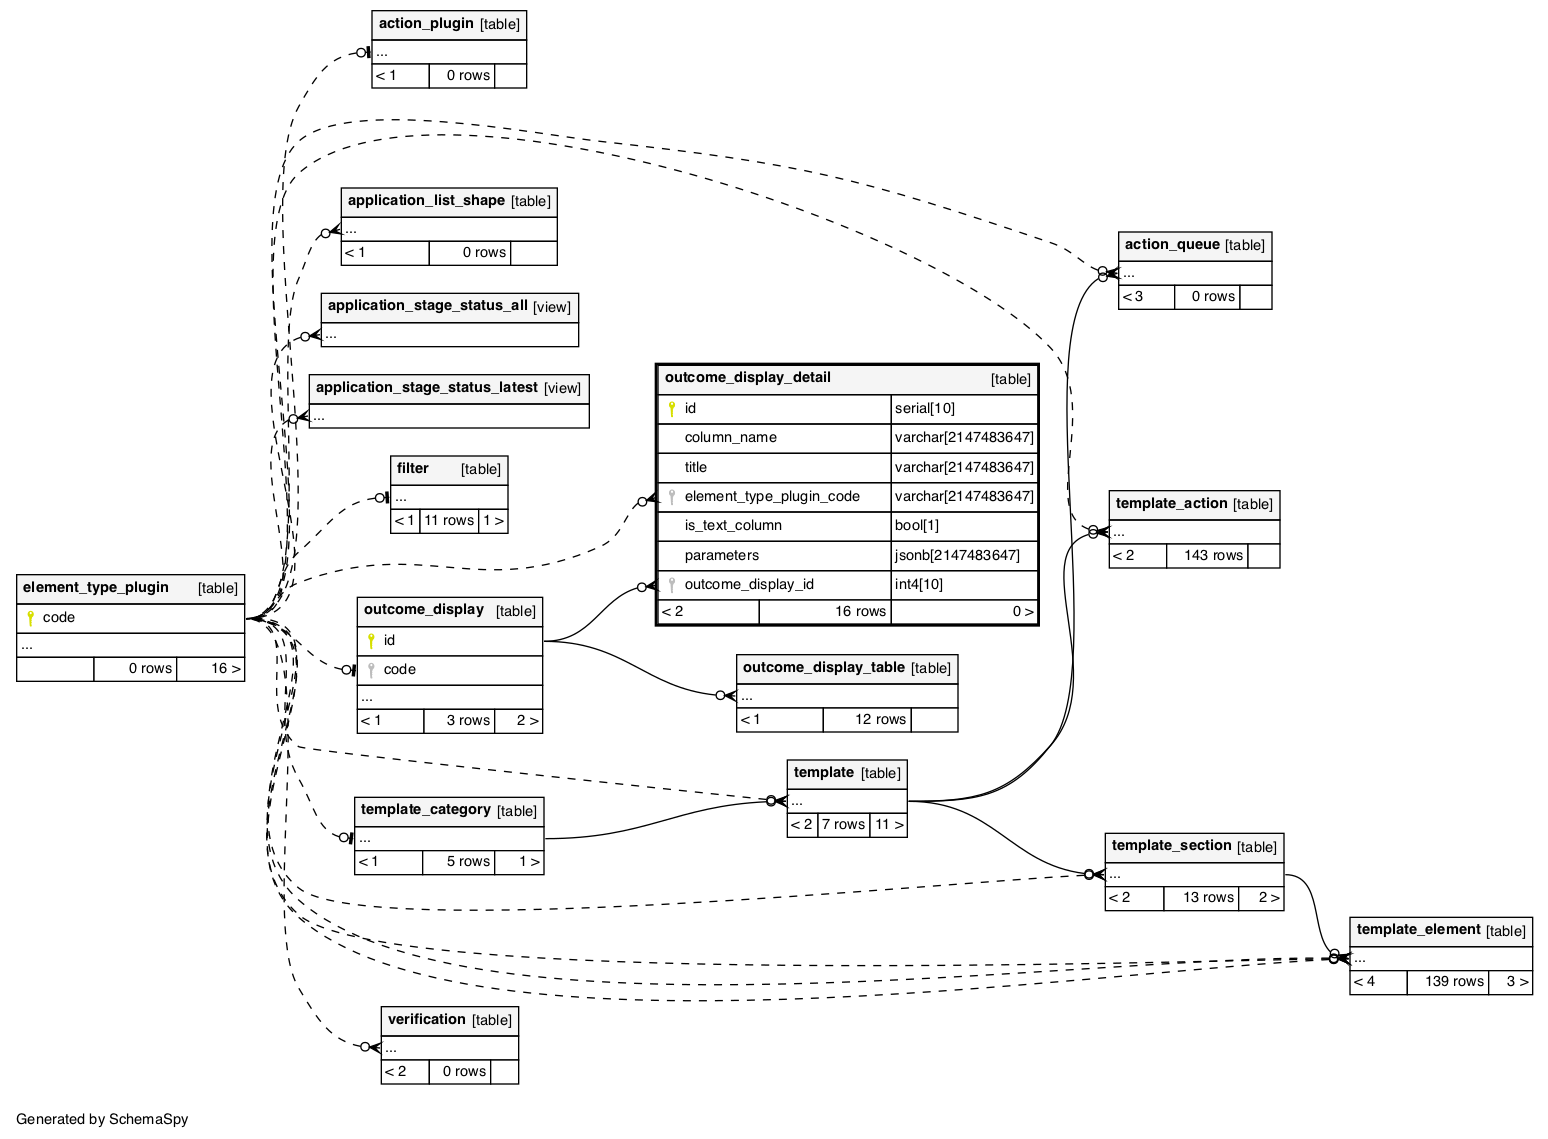 action_plugin [table]
...
< 1 0 rows
application_list_shape [table]
...
< 1 0 rows
application_stage_status_all [view]
...
application_stage_status_latest [view]
...
filter [table]
...
< 1 11 rows 1 >
element_type_plugin [table]
code
...
0 rows 16 >
outcome_display [table]
id
code
...
< 1 3 rows 2 >
template_category [table]
...
< 1 5 rows 1 >
verification [table]
...
< 2 0 rows
outcome_display_detail [table]
id serial[10]
column_name varchar[2147483647]
title varchar[2147483647]
element_type_plugin_code varchar[2147483647]
is_text_column bool[1]
parameters jsonb[2147483647]
outcome_display_id int4[10]
< 2 16 rows 0 >
outcome_display_table [table]
...
< 1 12 rows
template [table]
...
< 2 7 rows 11 >
action_queue [table]
...
< 3 0 rows
template_action [table]
...
< 2 143 rows
template_section [table]
...
< 2 13 rows 2 >
template_element [table]
...
< 4 139 rows 3 >
Generated by SchemaSpy